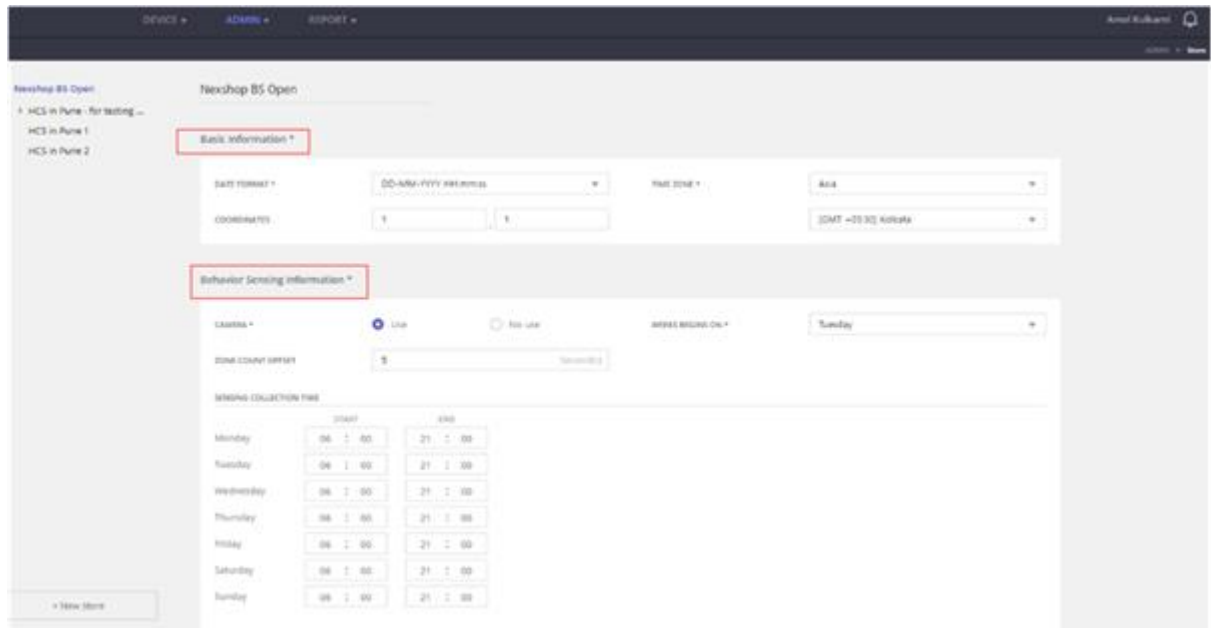 DEVICE ADMIN REPORT Amol Kulkarni
ADMIN Store
Nexshop BS Open
HCS in Pune - for testing ...
HCS in Pune 1
HCS in Pune 2
+ New Store
Nexshop BS Open
Basic Information *
DATE FORMAT * DD-MM-YYYY HH:mm:ss TIME ZONE * Asia
COORDINATES 1 , 1 [GMT +05:30] Kolkata
Behavior Sensing Information *
CAMERA * Use No use WEEKS BEGINS ON * Tuesday
ZONE COUNT OFFSET 5 Second(s)
SENSING COLLECTION TIME
START END
Monday 06 : 00 21 : 00
Tuesday 06 : 00 21 : 00
Wednesday 06 : 00 21 : 00
Thursday 06 : 00 21 : 00
Friday 06 : 00 21 : 00
Saturday 06 : 00 21 : 00
Sunday 06 : 00 21 : 00